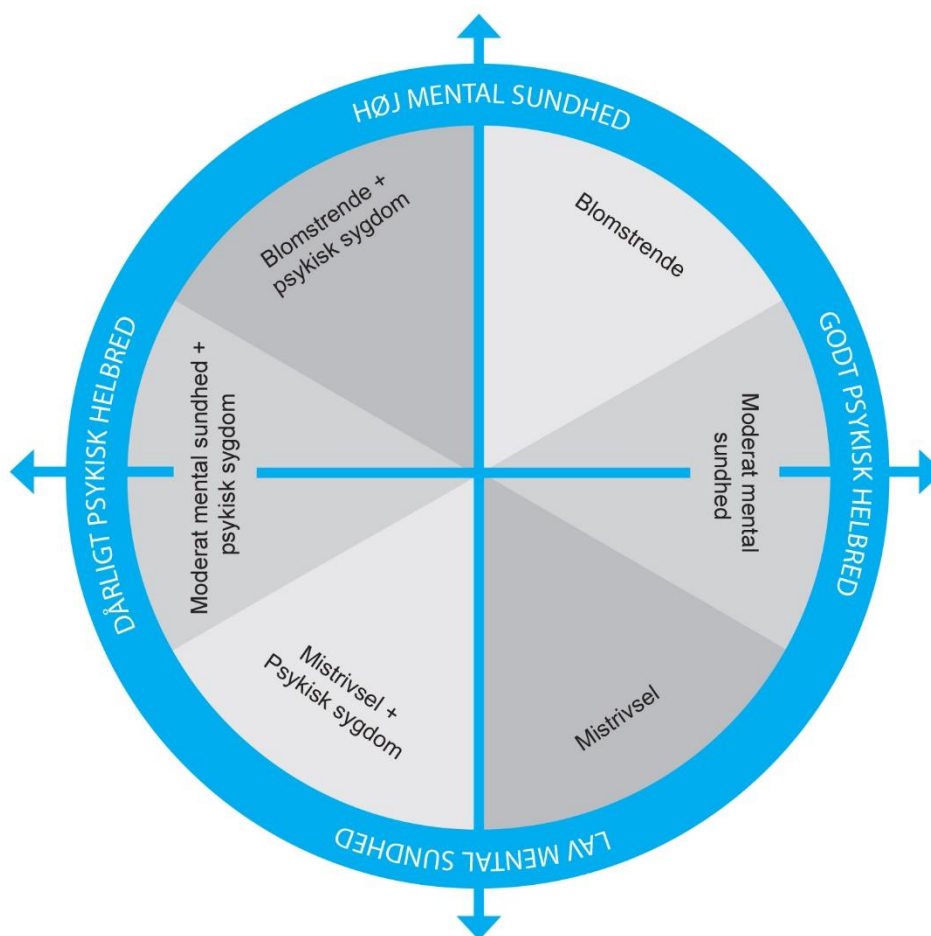 HØJ MENTAL SUNDHED
Blomstrende +
psykisk sygdom
Blomstrende
DÅRLIGT PSYKISK HELBRED
Moderat mental sundhed +
psykisk sygdom
Moderat mental
sundhed
GODT PSYKISK HELBRED
Mistrivsel +
Psykisk sygdom
Mistrivsel
LAV MENTAL SUNDHED